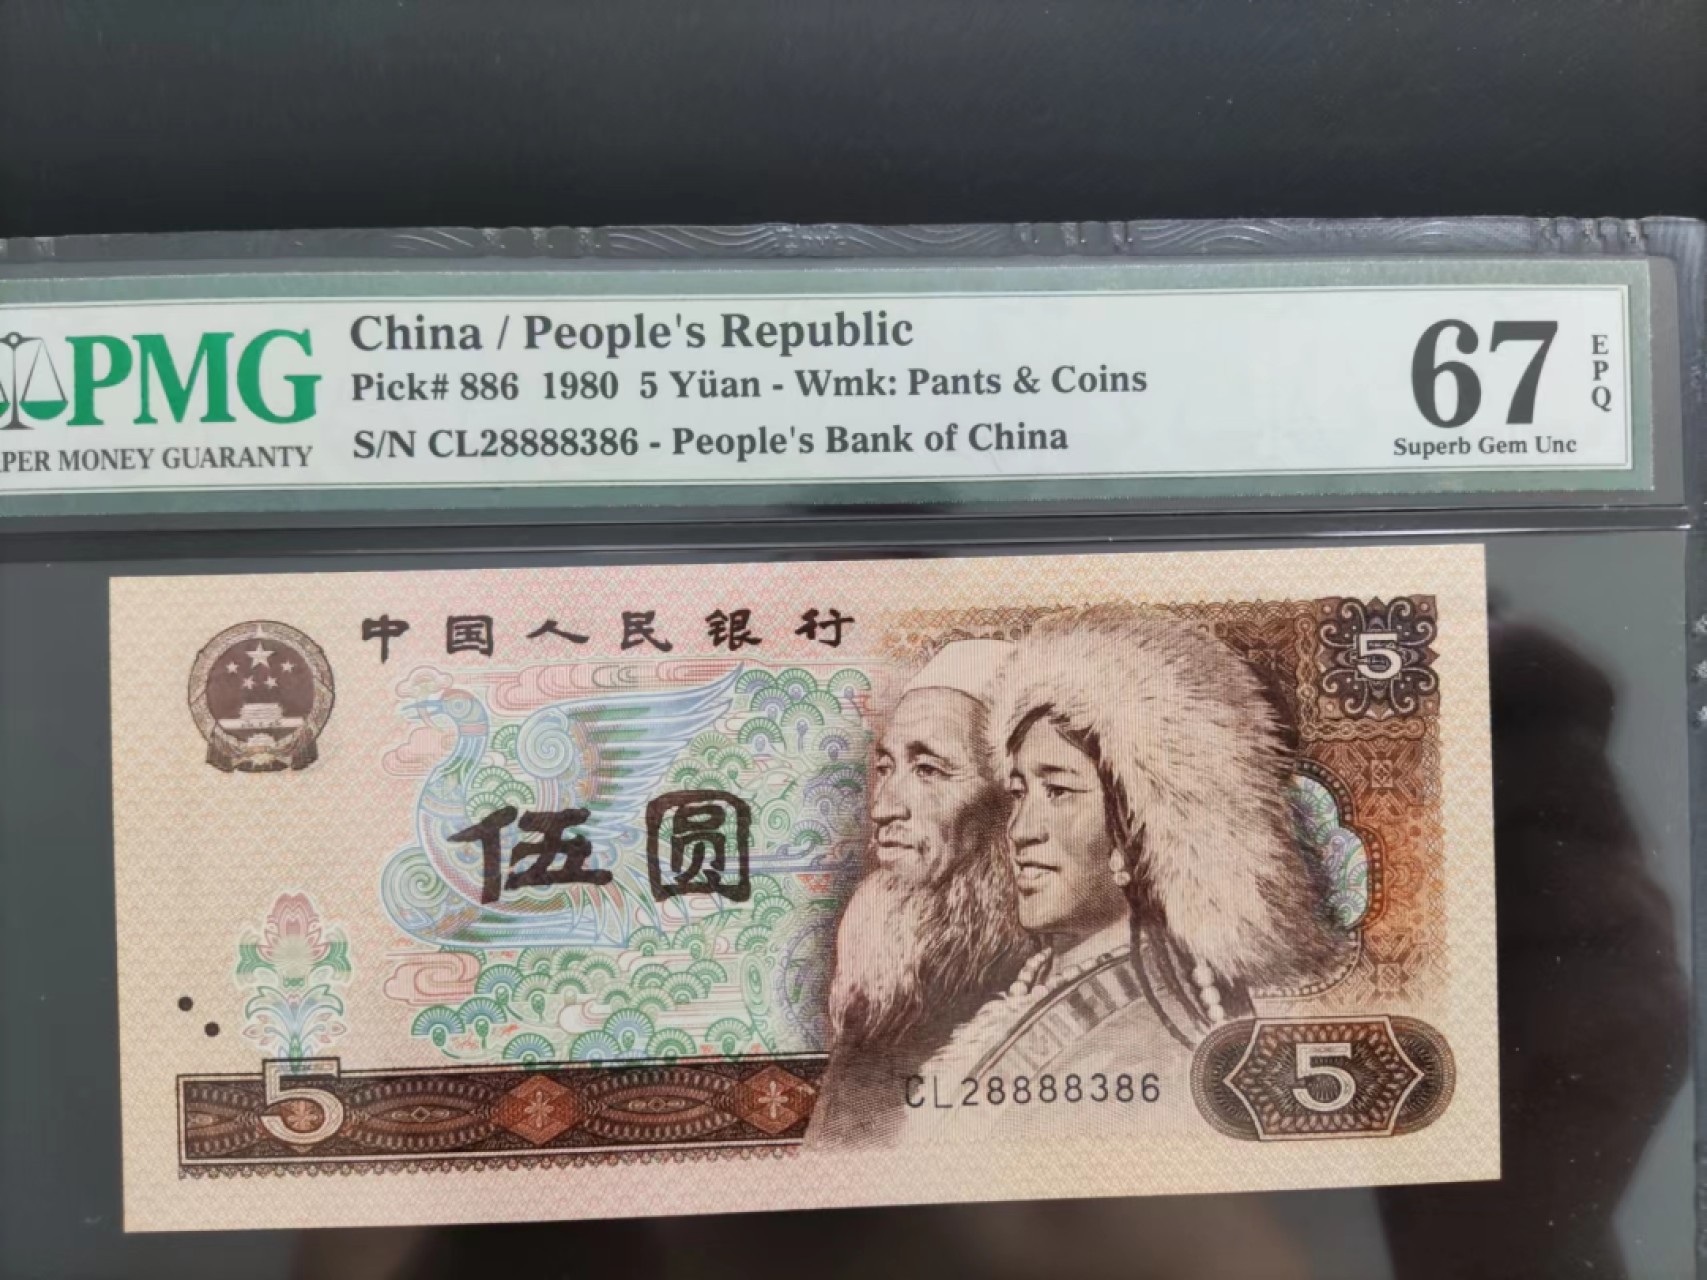 PMG
PER MONEY GUARANTY
China / People's Republic
Pick# 886 1980 5 Yüan - Wmk: Pants & Coins
S/N CL28888386 - People's Bank of China
67
EPQ
Superb Gem Unc
中国人民银行
5
伍圆
5
CL28888386
5